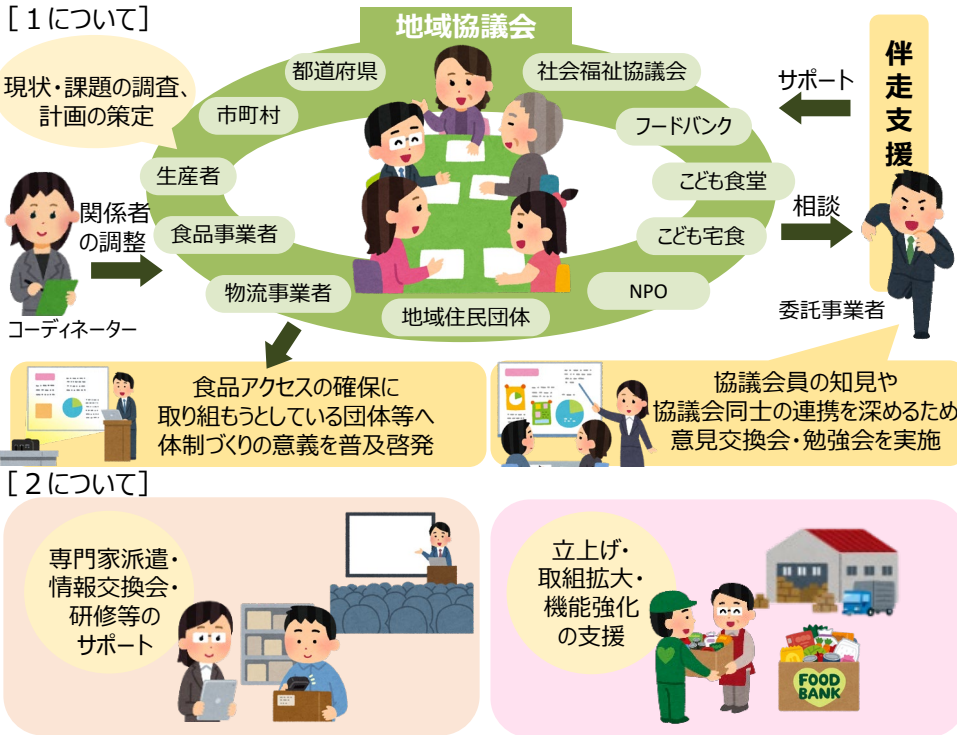 ［１について］
地域協議会
現状・課題の調査、
計画の策定
都道府県
社会福祉協議会
市町村
フードバンク
生産者
こども食堂
食品事業者
こども宅食
物流事業者
NPO
地域住民団体
関係者
の調整
コーディネーター
サポート
相談
伴走支援
委託事業者
食品アクセスの確保に
取り組もうとしている団体等へ
体制づくりの意義を普及啓発
協議会員の知見や
協議会同士の連携を深めるため
意見交換会・勉強会を実施
［２について］
専門家派遣・
情報交換会・
研修等の
サポート
立上げ・
取組拡大・
機能強化
の支援
FOOD
BANK